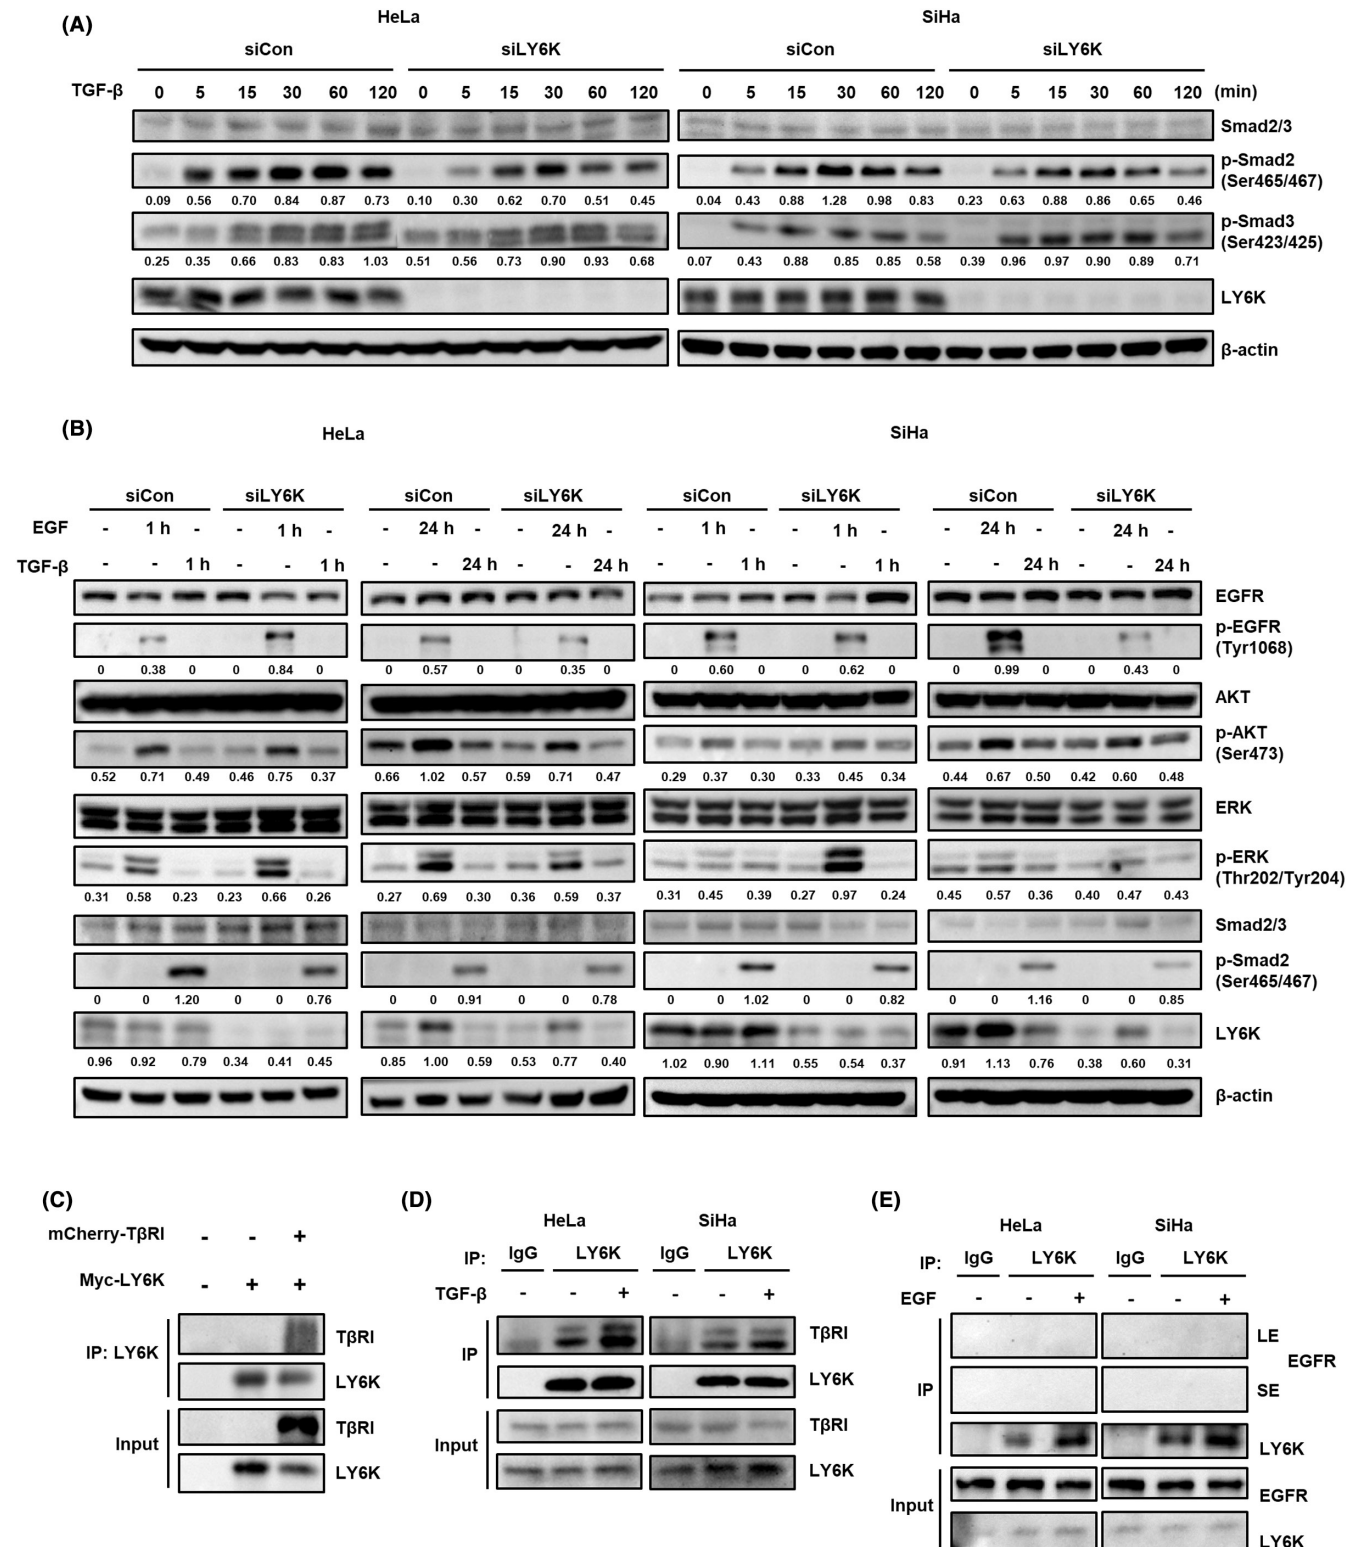 (A)
HeLa SiHa
siCon siLY6K siCon siLY6K
TGF-β 0 5 15 30 60 120 0 5 15 30 60 120 0 5 15 30 60 120 0 5 15 30 60 120 (min)
Smad2/3
p-Smad2
(Ser465/467)
0.09 0.56 0.70 0.84 0.87 0.73 0.10 0.30 0.62 0.70 0.51 0.45 0.04 0.43 0.88 1.28 0.98 0.83 0.23 0.63 0.88 0.86 0.65 0.46
p-Smad3
(Ser423/425)
0.25 0.35 0.66 0.83 0.83 1.03 0.51 0.56 0.73 0.90 0.93 0.68 0.07 0.43 0.88 0.85 0.85 0.58 0.39 0.96 0.97 0.90 0.89 0.71
LY6K
β-actin
(B)
HeLa SiHa
siCon siLY6K siCon siLY6K siCon siLY6K siCon siLY6K
EGF - 1 h - - 1 h - - 24 h - - 24 h - - 1 h - - 1 h - - 24 h - - 24 h -
TGF-β - - 1 h - - 1 h - - 24 h - - 24 h - - 1 h - - 1 h - - 24 h - - 24 h
EGFR
p-EGFR
(Tyr1068)
0 0.38 0 0 0.84 0 0 0.57 0 0 0.35 0 0 0.60 0 0 0.62 0 0 0.99 0 0 0.43 0
AKT
p-AKT
(Ser473)
0.52 0.71 0.49 0.46 0.75 0.37 0.66 1.02 0.57 0.59 0.71 0.47 0.29 0.37 0.30 0.33 0.45 0.34 0.44 0.67 0.50 0.42 0.60 0.48
ERK
p-ERK
(Thr202/Tyr204)
0.31 0.58 0.23 0.23 0.66 0.26 0.27 0.69 0.30 0.36 0.59 0.37 0.31 0.45 0.39 0.27 0.97 0.24 0.45 0.57 0.36 0.40 0.47 0.43
Smad2/3
p-Smad2
(Ser465/467)
0 0 1.20 0 0 0.76 0 0 0.91 0 0 0.78 0 0 1.02 0 0 0.82 0 0 1.16 0 0 0.85
LY6K
0.96 0.92 0.79 0.34 0.41 0.45 0.85 1.00 0.59 0.53 0.77 0.40 1.02 0.90 1.11 0.55 0.54 0.37 0.91 1.13 0.76 0.38 0.60 0.31
β-actin
(C)
mCherry-TβRI - - +
Myc-LY6K - + +
IP: LY6K
TβRI
LY6K
Input
TβRI
LY6K
(D)
HeLa SiHa
IP: IgG LY6K IgG LY6K
TGF-β - - + - - +
IP
TβRI
LY6K
Input
TβRI
LY6K
(E)
HeLa SiHa
IP: IgG LY6K IgG LY6K
EGF - - + - - +
IP
LE
EGFR
SE
LY6K
Input
EGFR
LY6K